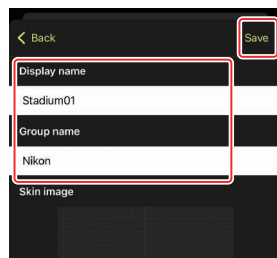 Back Save
Display name
Stadium01
Group name
Nikon
Skin image